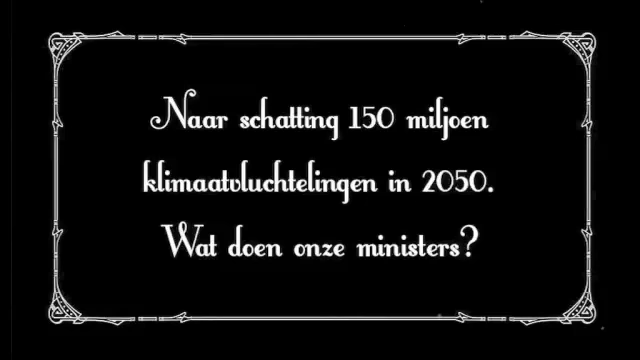 Naar schatting 150 miljoen
klimaatvluchtelingen in 2050.
Wat doen onze ministers?